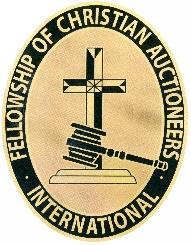 FELLOWSHIP OF CHRISTIAN AUCTIONEERS
INTERNATIONAL